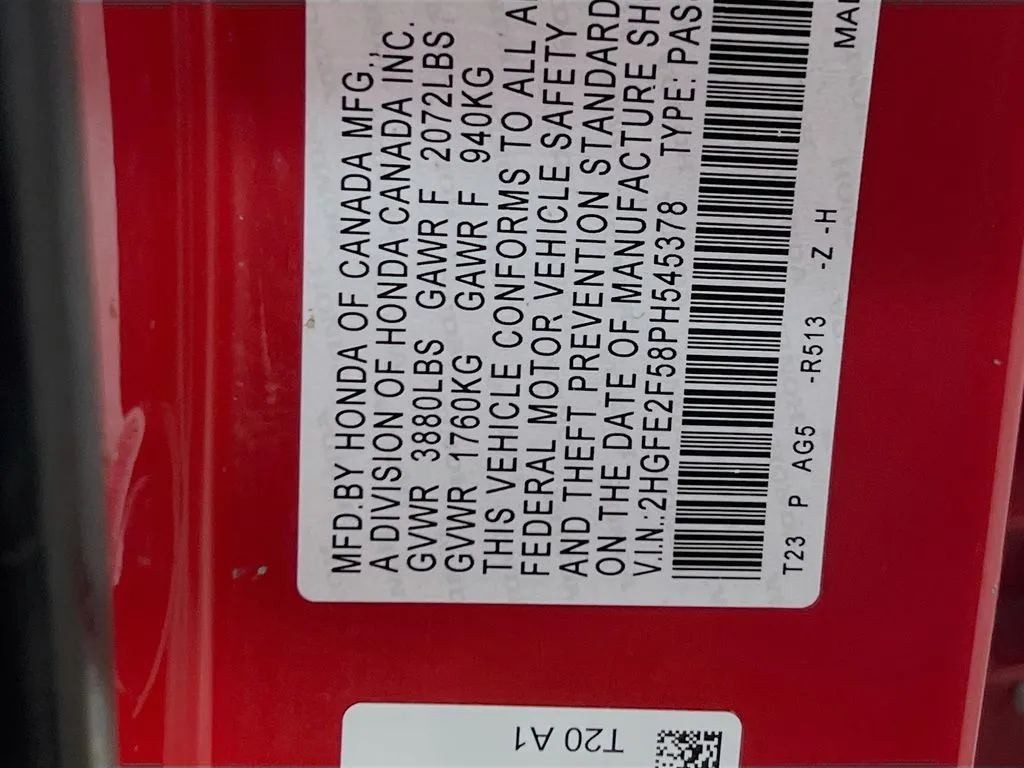 MFD.BY HONDA OF CANADA MFG.,
A DIVISION OF HONDA CANADA INC.
GVWR 3880LBS GAWR F 2072LBS
GVWR 1760KG GAWR F 940KG
THIS VEHICLE CONFORMS TO ALL A
FEDERAL MOTOR VEHICLE SAFETY
AND THEFT PREVENTION STANDARD
ON THE DATE OF MANUFACTURE SH
V.I.N.:2HGFE2F58PH545378 TYPE: PAS
T23 P AG5 -R513 -Z -H MA
T20 A1